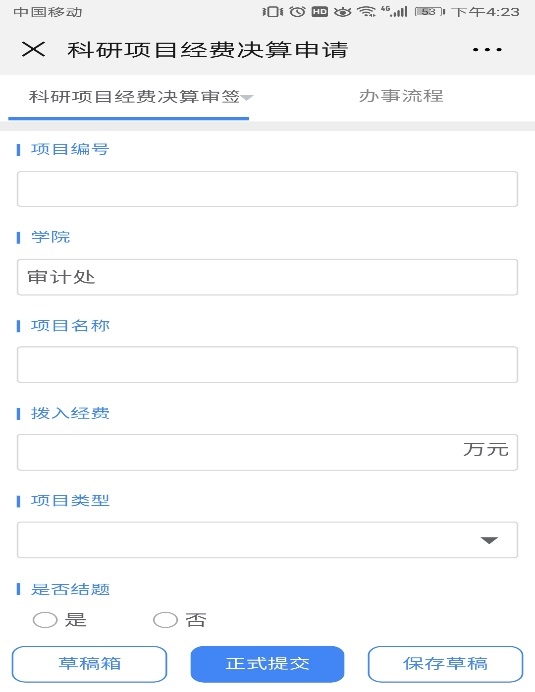 中国移动 HD 4G 53 下午4:23
科研项目经费决算申请
科研项目经费决算审签 办事流程
项目编号
学院
审计处
项目名称
拨入经费
万元
项目类型
是否结题
是 否
草稿箱 正式提交 保存草稿